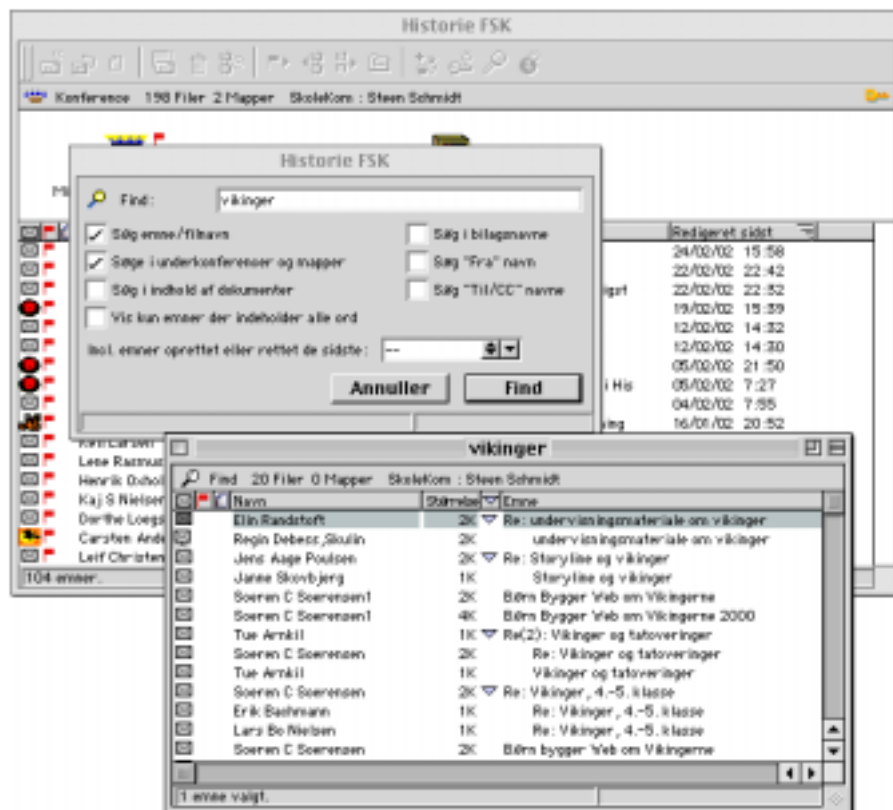 Historie FSK
Konference 198 Filer 2 Mapper SkoleKom : Steen Schmidt
Historie FSK
Find: vikinger
Søg emne/filnavn
Søg i bilagsnavne
Søge i underkonferencer og mapper
Søg "Fra" navn
Søg i indhold af dokumenter
Søg "Til/CC" navne
Vis kun emner der indeholder alle ord
Incl. emner oprettet eller rettet de sidste: --
Annuller Find
Redigeret sidst
24/02/02 15:58
22/02/02 22:42
22/02/02 22:32
19/02/02 15:39
12/02/02 14:32
12/02/02 14:30
05/02/02 21:50
i His 05/02/02 7:27
04/02/02 7:55
16/01/02 20:52
Lene Rasmus
Henrik Oxhol
Kaj S Nielsen
Dorthe Loegs
Carsten Ande
Leif Christen
104 emner.
vikinger
Find 20 Filer 0 Mapper SkoleKom : Steen Schmidt
Navn Størrelse Emne
Elin Randstoft 2K Re: undervisningsmateriale om vikinger
Regin Debess,Skulin 2K undervisningsmateriale om vikinger
Jens Aage Poulsen 2K Re: Storyline og vikinger
Janne Skovbjerg 1K Storyline og vikinger
Soeren C Soerensen1 2K Børn Bygger Web om Vikingerne
Soeren C Soerensen1 4K Børn Bygger Web om Vikingerne 2000
Tue Arnkil 1K Re(2): Vikinger og tatoveringer
Soeren C Soerensen 2K Re: Vikinger og tatoveringer
Tue Arnkil 1K Vikinger og tatoveringer
Soeren C Soerensen 2K Re: Vikinger, 4.-5. klasse
Erik Bachmann 1K Re: Vikinger, 4.-5. klasse
Lars Bo Nielsen 1K Re: Vikinger, 4.-5. klasse
Soeren C Soerensen 2K Børn bygger Web om Vikingerne
1 emne valgt.